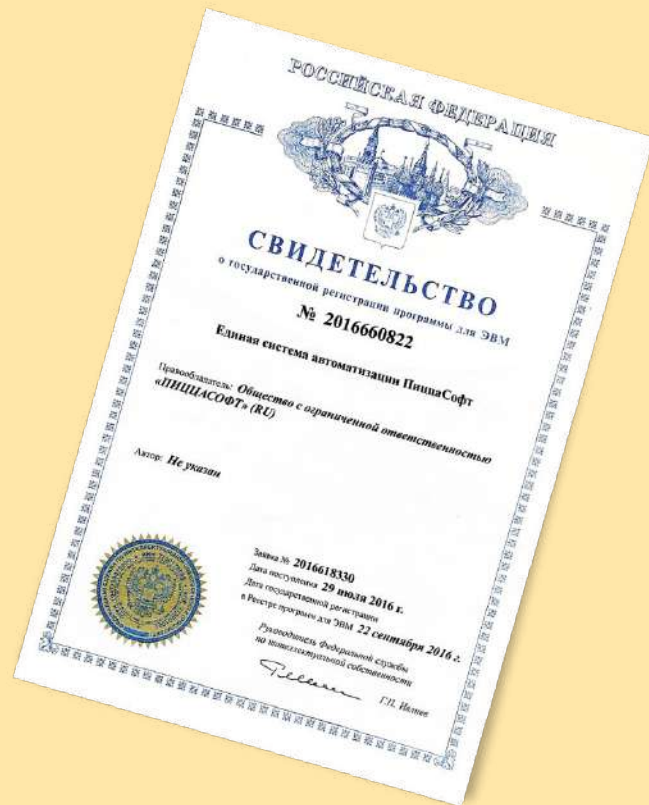 РОССИЙСКАЯ ФЕДЕРАЦИЯ
СВИДЕТЕЛЬСТВО
о государственной регистрации программы для ЭВМ
№ 2016660822
Единая система автоматизации ПиццаСофт
Правообладатель: Общество с ограниченной ответственностью
«ПИЦЦАСОФТ» (RU)
Автор: Не указан
Заявка № 2016618330
Дата поступления 29 июля 2016 г.
Дата государственной регистрации
в Реестре программ для ЭВМ 22 сентября 2016 г.
Руководитель Федеральной службы
по интеллектуальной собственности
Г.П. Ивлиев